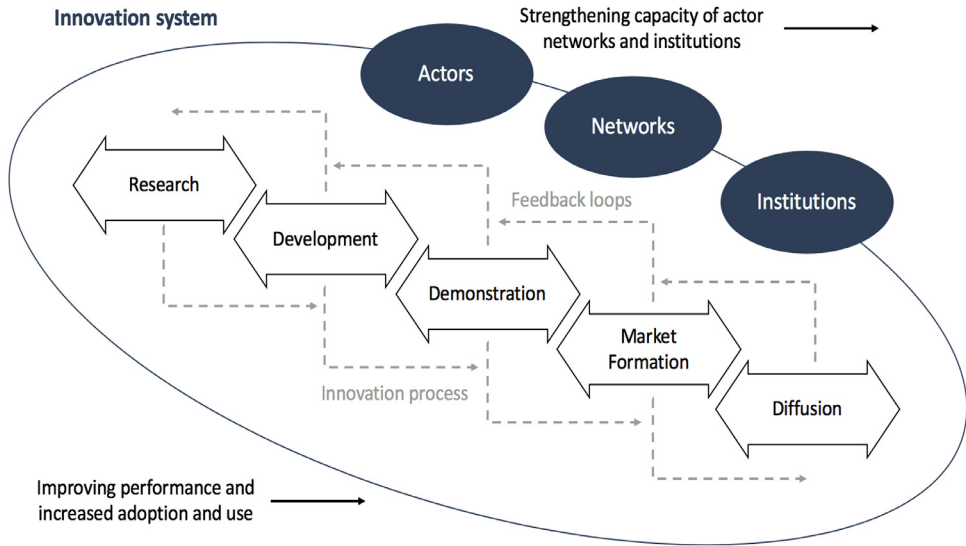 Innovation system
Strengthening capacity of actor
networks and institutions
Actors
Networks
Institutions
Research
Feedback loops
Development
Demonstration
Market
Formation
Innovation process
Diffusion
Improving performance and
increased adoption and use